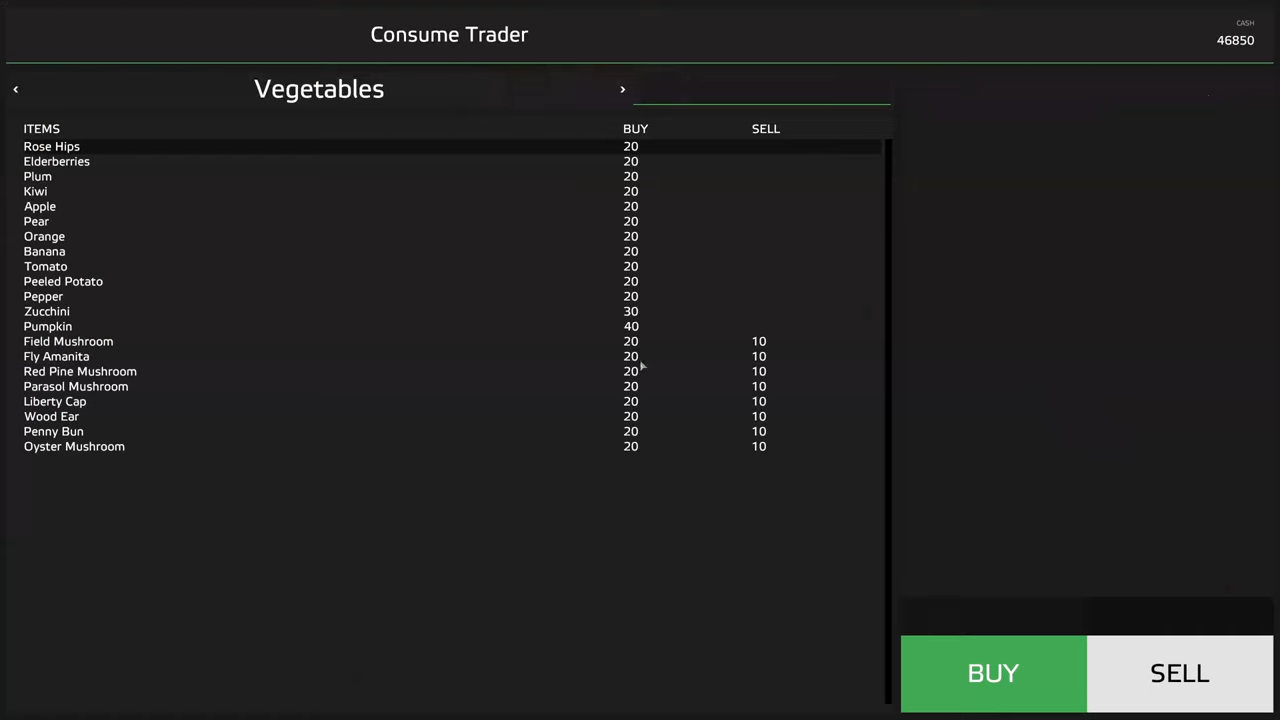 Consume Trader
CASH
46850
‹ Vegetables ›
ITEMS BUY SELL
Rose Hips 20
Elderberries 20
Plum 20
Kiwi 20
Apple 20
Pear 20
Orange 20
Banana 20
Tomato 20
Peeled Potato 20
Pepper 20
Zucchini 30
Pumpkin 40
Field Mushroom 20 10
Fly Amanita 20 10
Red Pine Mushroom 20 10
Parasol Mushroom 20 10
Liberty Cap 20 10
Wood Ear 20 10
Penny Bun 20 10
Oyster Mushroom 20 10
BUY SELL